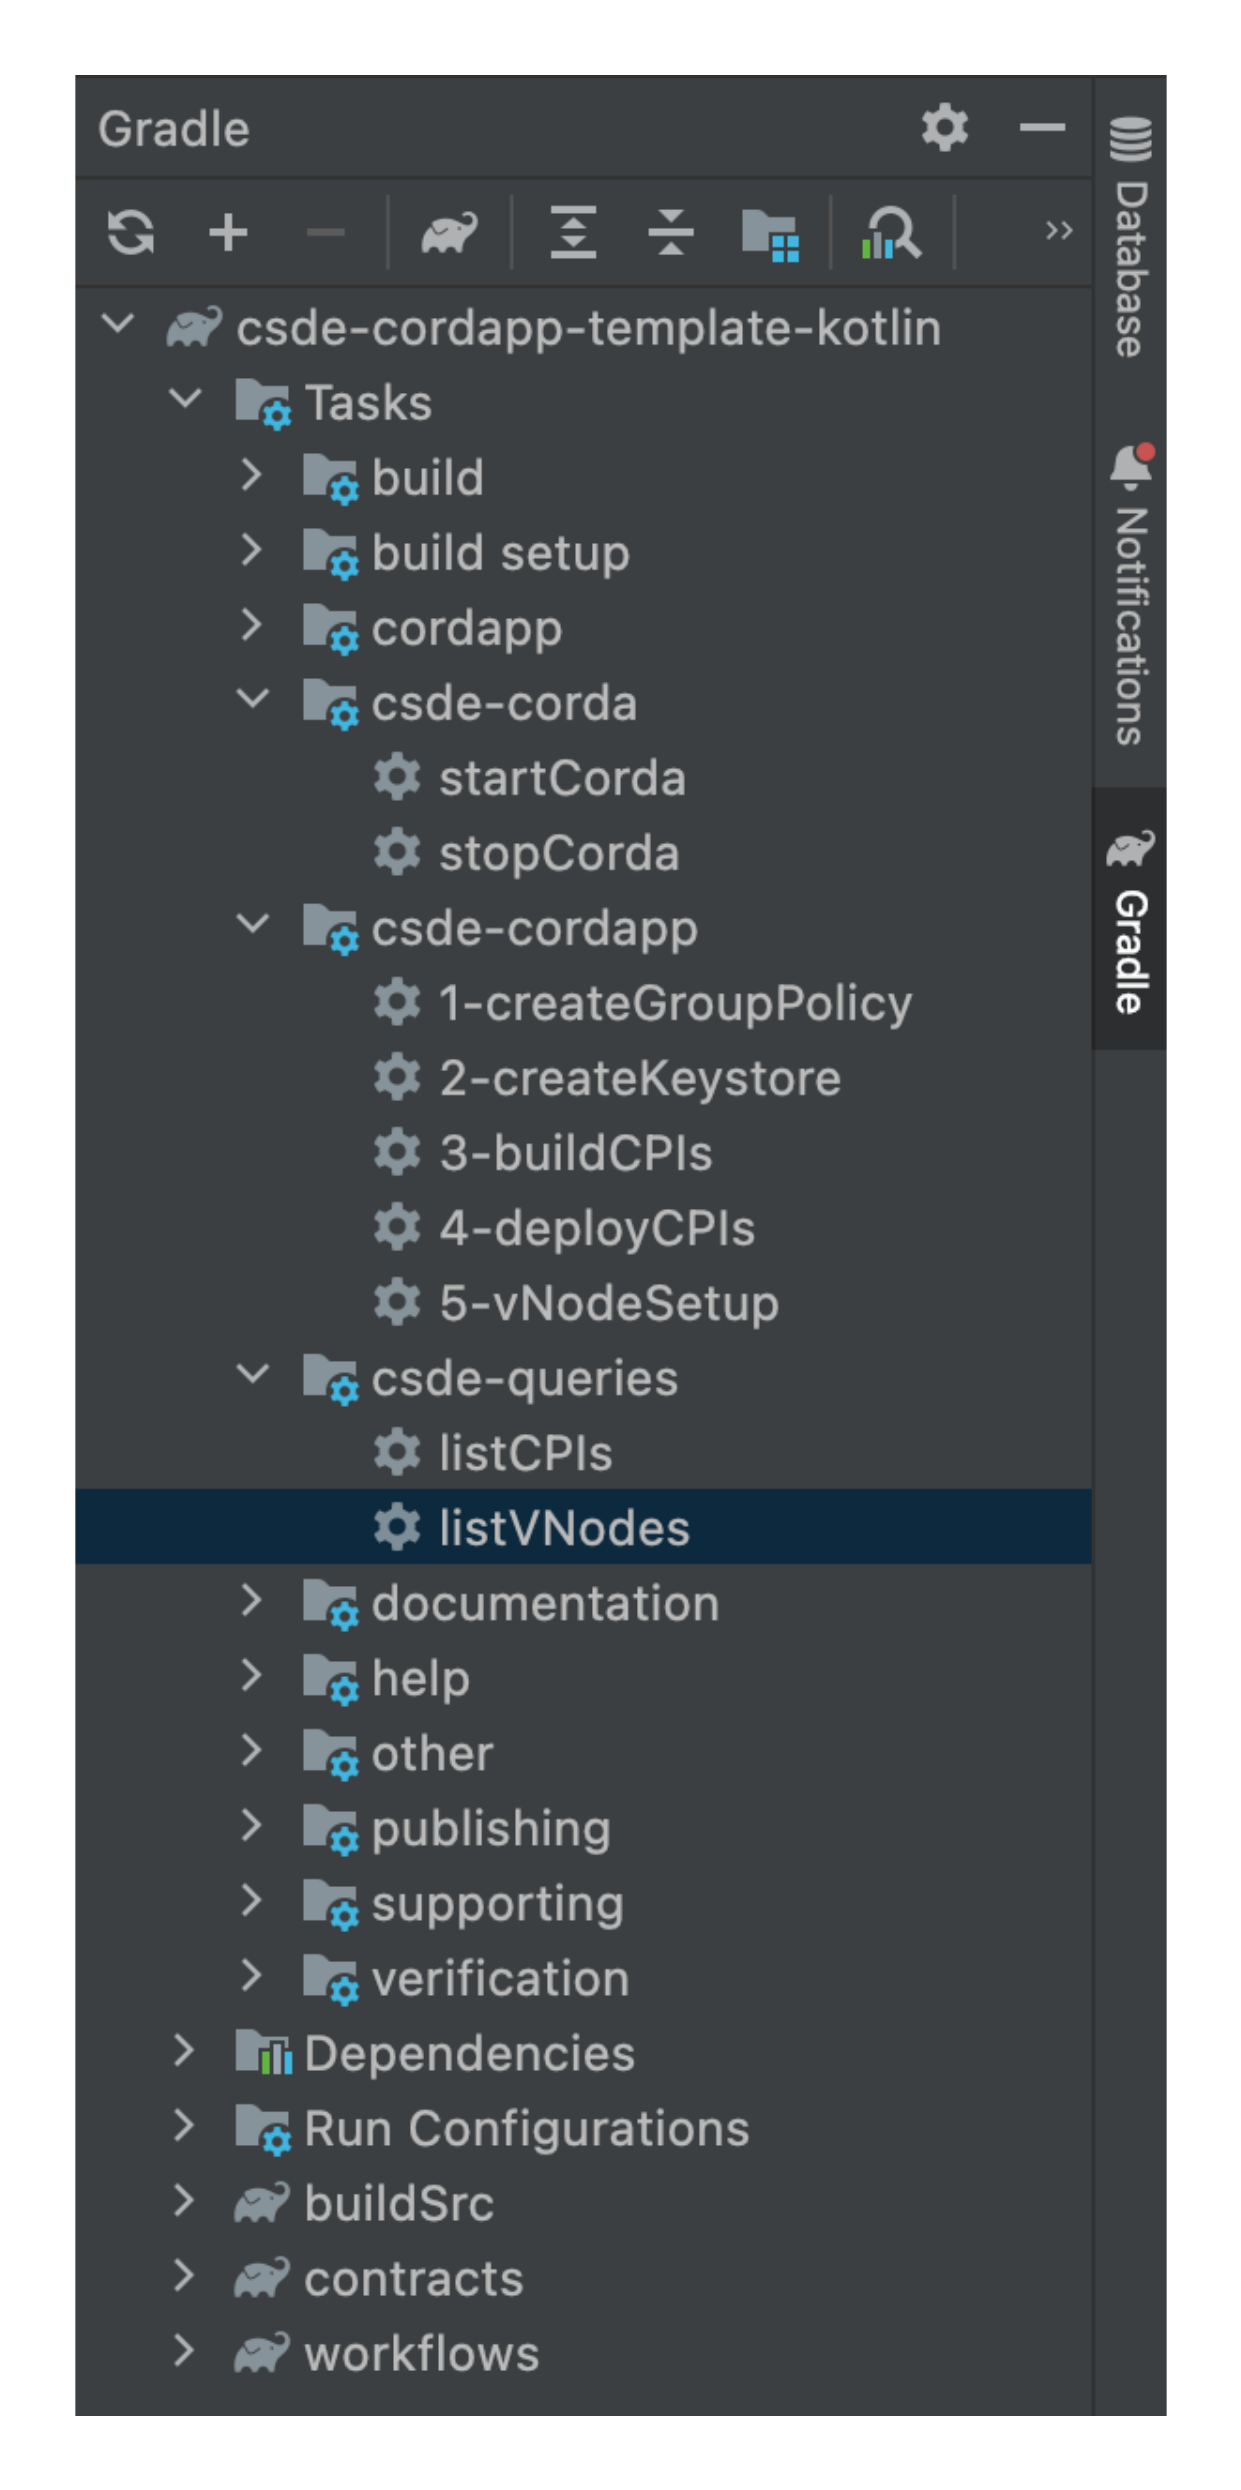 Gradle
csde-cordapp-template-kotlin
Tasks
build
build setup
cordapp
csde-corda
startCorda
stopCorda
csde-cordapp
1-createGroupPolicy
2-createKeystore
3-buildCPIs
4-deployCPIs
5-vNodeSetup
csde-queries
listCPIs
listVNodes
documentation
help
other
publishing
supporting
verification
Dependencies
Run Configurations
buildSrc
contracts
workflows
Database
Notifications
Gradle